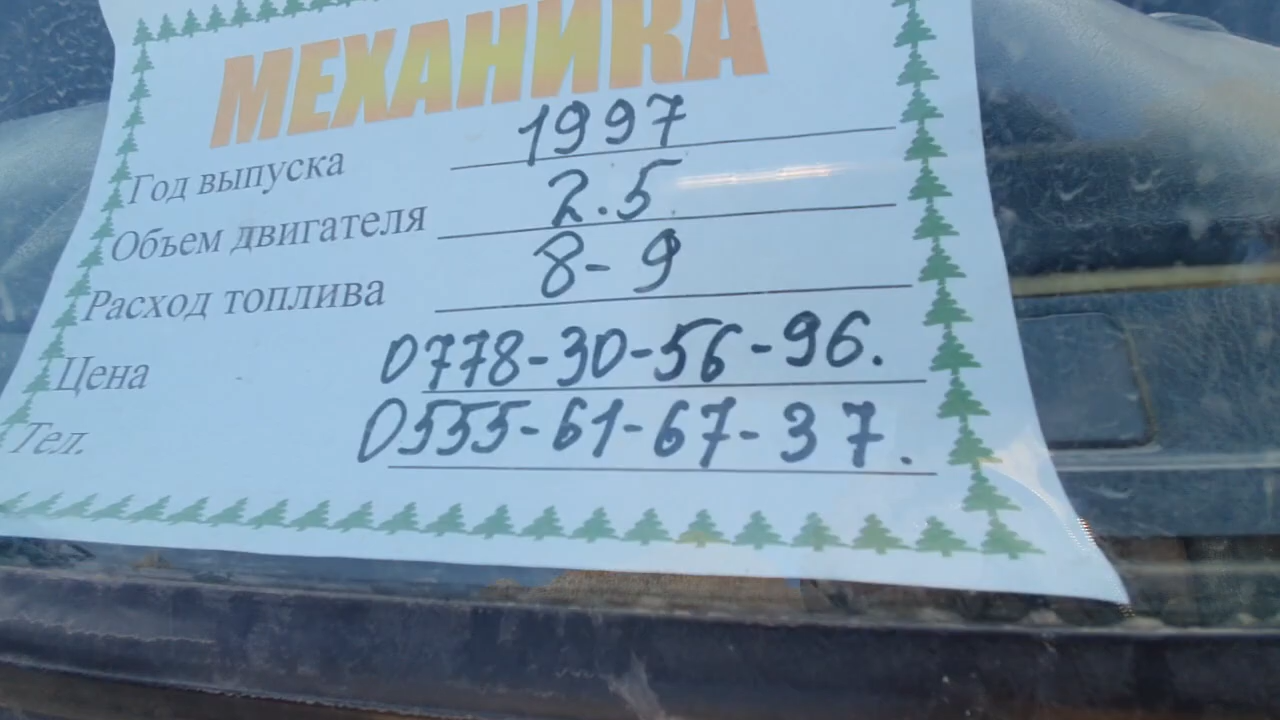 МЕХАНИКА
Год выпуска 1997
Объем двигателя 2.5
Расход топлива 8-9
Цена 0778-30-56-96.
Тел. 0555-61-67-37.